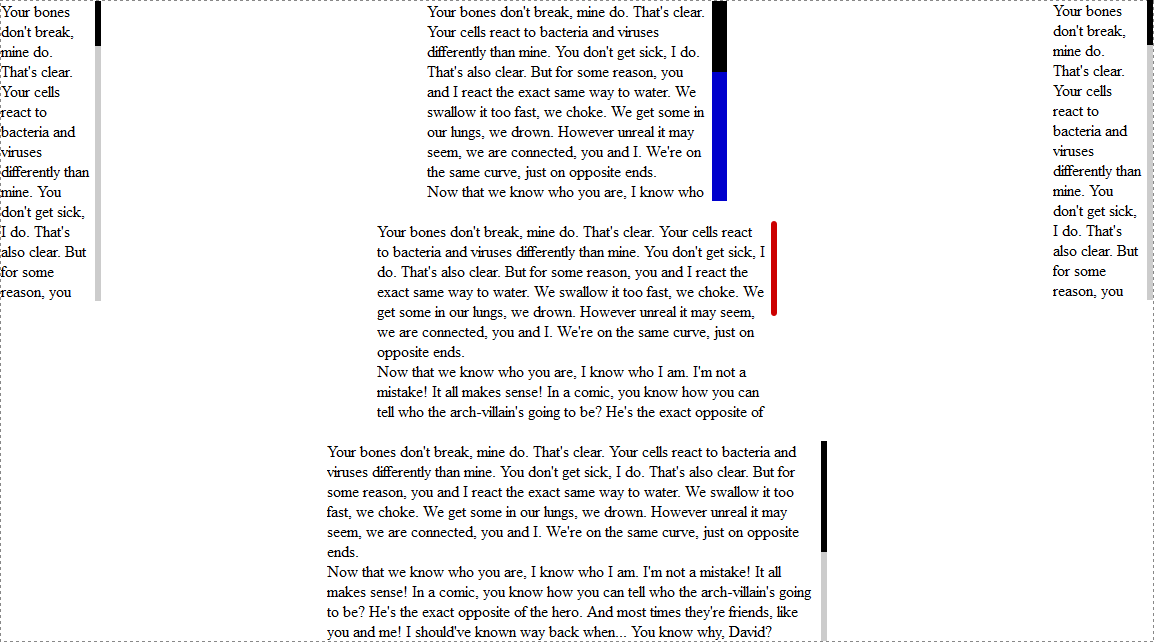 Your bones
don't break,
mine do.
That's clear.
Your cells
react to
bacteria and
viruses
differently than
mine. You
don't get sick,
I do. That's
also clear. But
for some
reason, you
Your bones don't break, mine do. That's clear.
Your cells react to bacteria and viruses
differently than mine. You don't get sick, I do.
That's also clear. But for some reason, you
and I react the exact same way to water. We
swallow it too fast, we choke. We get some in
our lungs, we drown. However unreal it may
seem, we are connected, you and I. We're on
the same curve, just on opposite ends.
Now that we know who you are, I know who
Your bones don't break, mine do. That's clear. Your cells react
to bacteria and viruses differently than mine. You don't get sick, I
do. That's also clear. But for some reason, you and I react the
exact same way to water. We swallow it too fast, we choke. We
get some in our lungs, we drown. However unreal it may seem,
we are connected, you and I. We're on the same curve, just on
opposite ends.
Now that we know who you are, I know who I am. I'm not a
mistake! It all makes sense! In a comic, you know how you can
tell who the arch-villain's going to be? He's the exact opposite of
Your bones don't break, mine do. That's clear. Your cells react to bacteria and
viruses differently than mine. You don't get sick, I do. That's also clear. But for
some reason, you and I react the exact same way to water. We swallow it too
fast, we choke. We get some in our lungs, we drown. However unreal it may
seem, we are connected, you and I. We're on the same curve, just on opposite
ends.
Now that we know who you are, I know who I am. I'm not a mistake! It all
makes sense! In a comic, you know how you can tell who the arch-villain's going
to be? He's the exact opposite of the hero. And most times they're friends, like
you and me! I should've known way back when... You know why, David?
Your bones
don't break,
mine do.
That's clear.
Your cells
react to
bacteria and
viruses
differently than
mine. You
don't get sick,
I do. That's
also clear. But
for some
reason, you